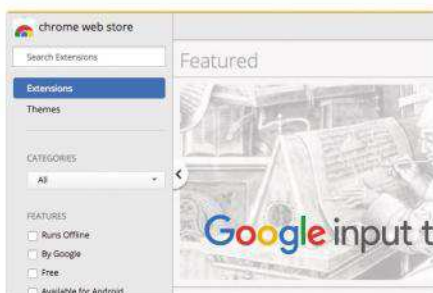 chrome web store
Search Extensions
Extensions
Themes
CATEGORIES
All
FEATURES
Runs Offline
By Google
Free
Available for Android
Featured
Google input t